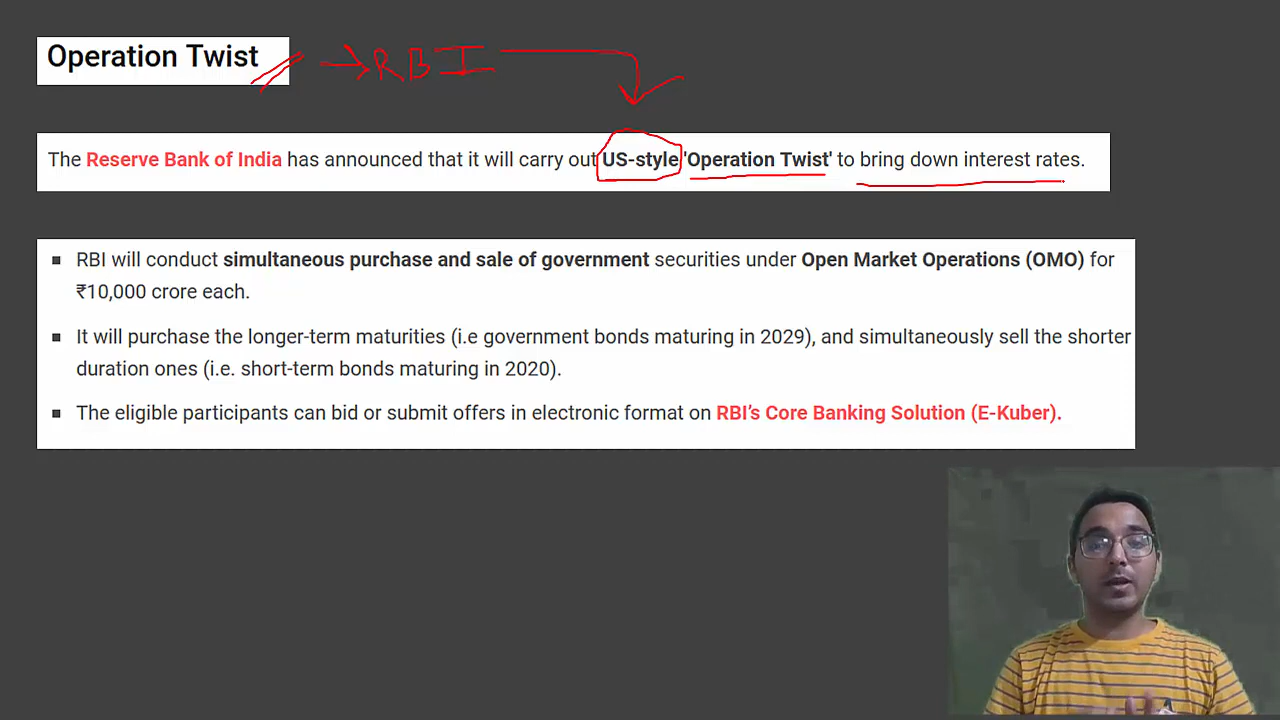 Operation Twist
RBI
The Reserve Bank of India has announced that it will carry out US-style 'Operation Twist' to bring down interest rates.
RBI will conduct simultaneous purchase and sale of government securities under Open Market Operations (OMO) for
₹10,000 crore each.
It will purchase the longer-term maturities (i.e government bonds maturing in 2029), and simultaneously sell the shorter
duration ones (i.e. short-term bonds maturing in 2020).
The eligible participants can bid or submit offers in electronic format on RBI’s Core Banking Solution (E-Kuber).